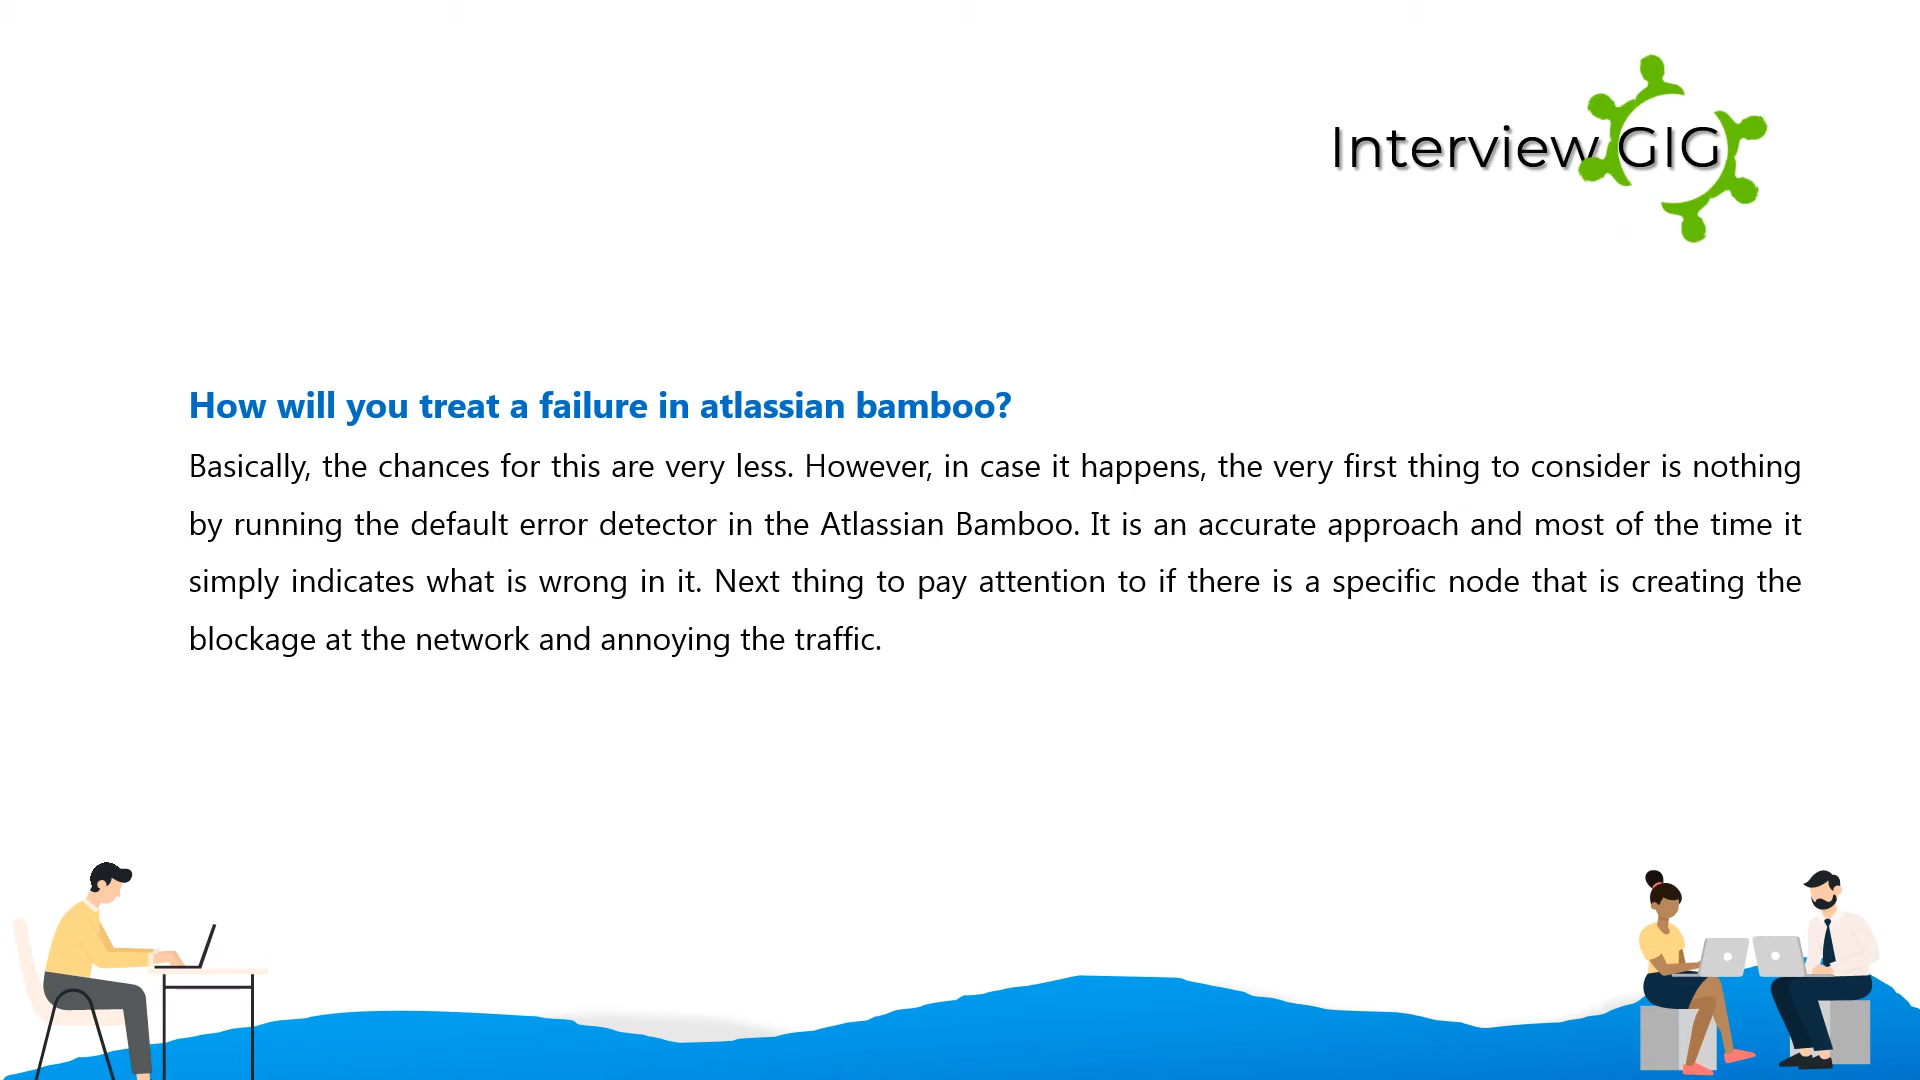 Interview GIG
How will you treat a failure in atlassian bamboo?
Basically, the chances for this are very less. However, in case it happens, the very first thing to consider is nothing
by running the default error detector in the Atlassian Bamboo. It is an accurate approach and most of the time it
simply indicates what is wrong in it. Next thing to pay attention to if there is a specific node that is creating the
blockage at the network and annoying the traffic.